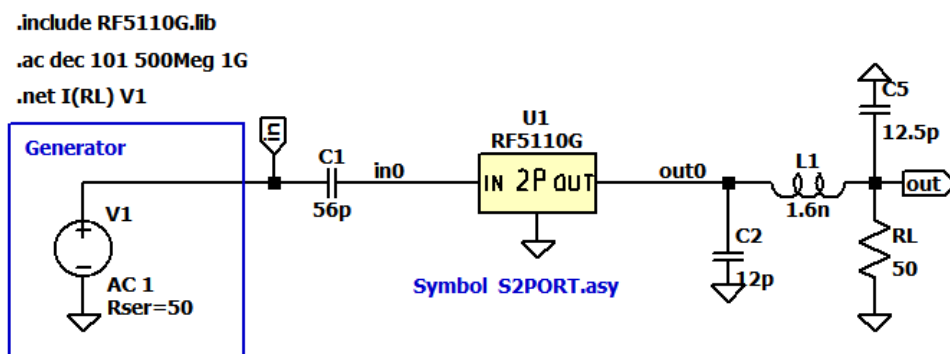 .include RF5110G.lib
.ac dec 101 500Meg 1G
.net I(RL) V1
Generator
in
V1
AC 1
Rser=50
C1
56p
in0
U1
RF5110G
IN 2P OUT
Symbol S2PORT.asy
out0
C2
12p
L1
1.6n
C5
12.5p
out
RL
50